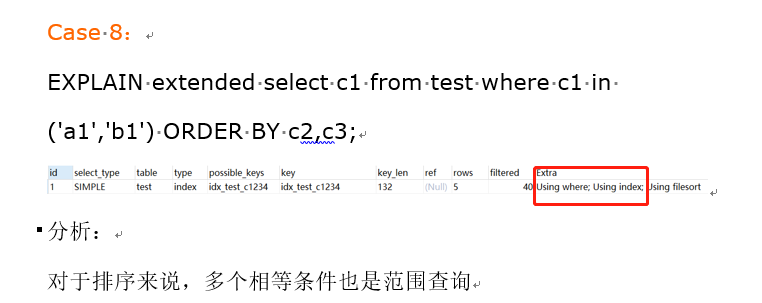 Case 8：
EXPLAIN extended select c1 from test where c1 in
('a1','b1') ORDER BY c2,c3;
id select_type table type possible_keys key key_len ref rows filtered Extra
1 SIMPLE test index idx_test_c1234 idx_test_c1234 132 (Null) 5 40 Using where; Using index; Using filesort
分析：
对于排序来说，多个相等条件也是范围查询